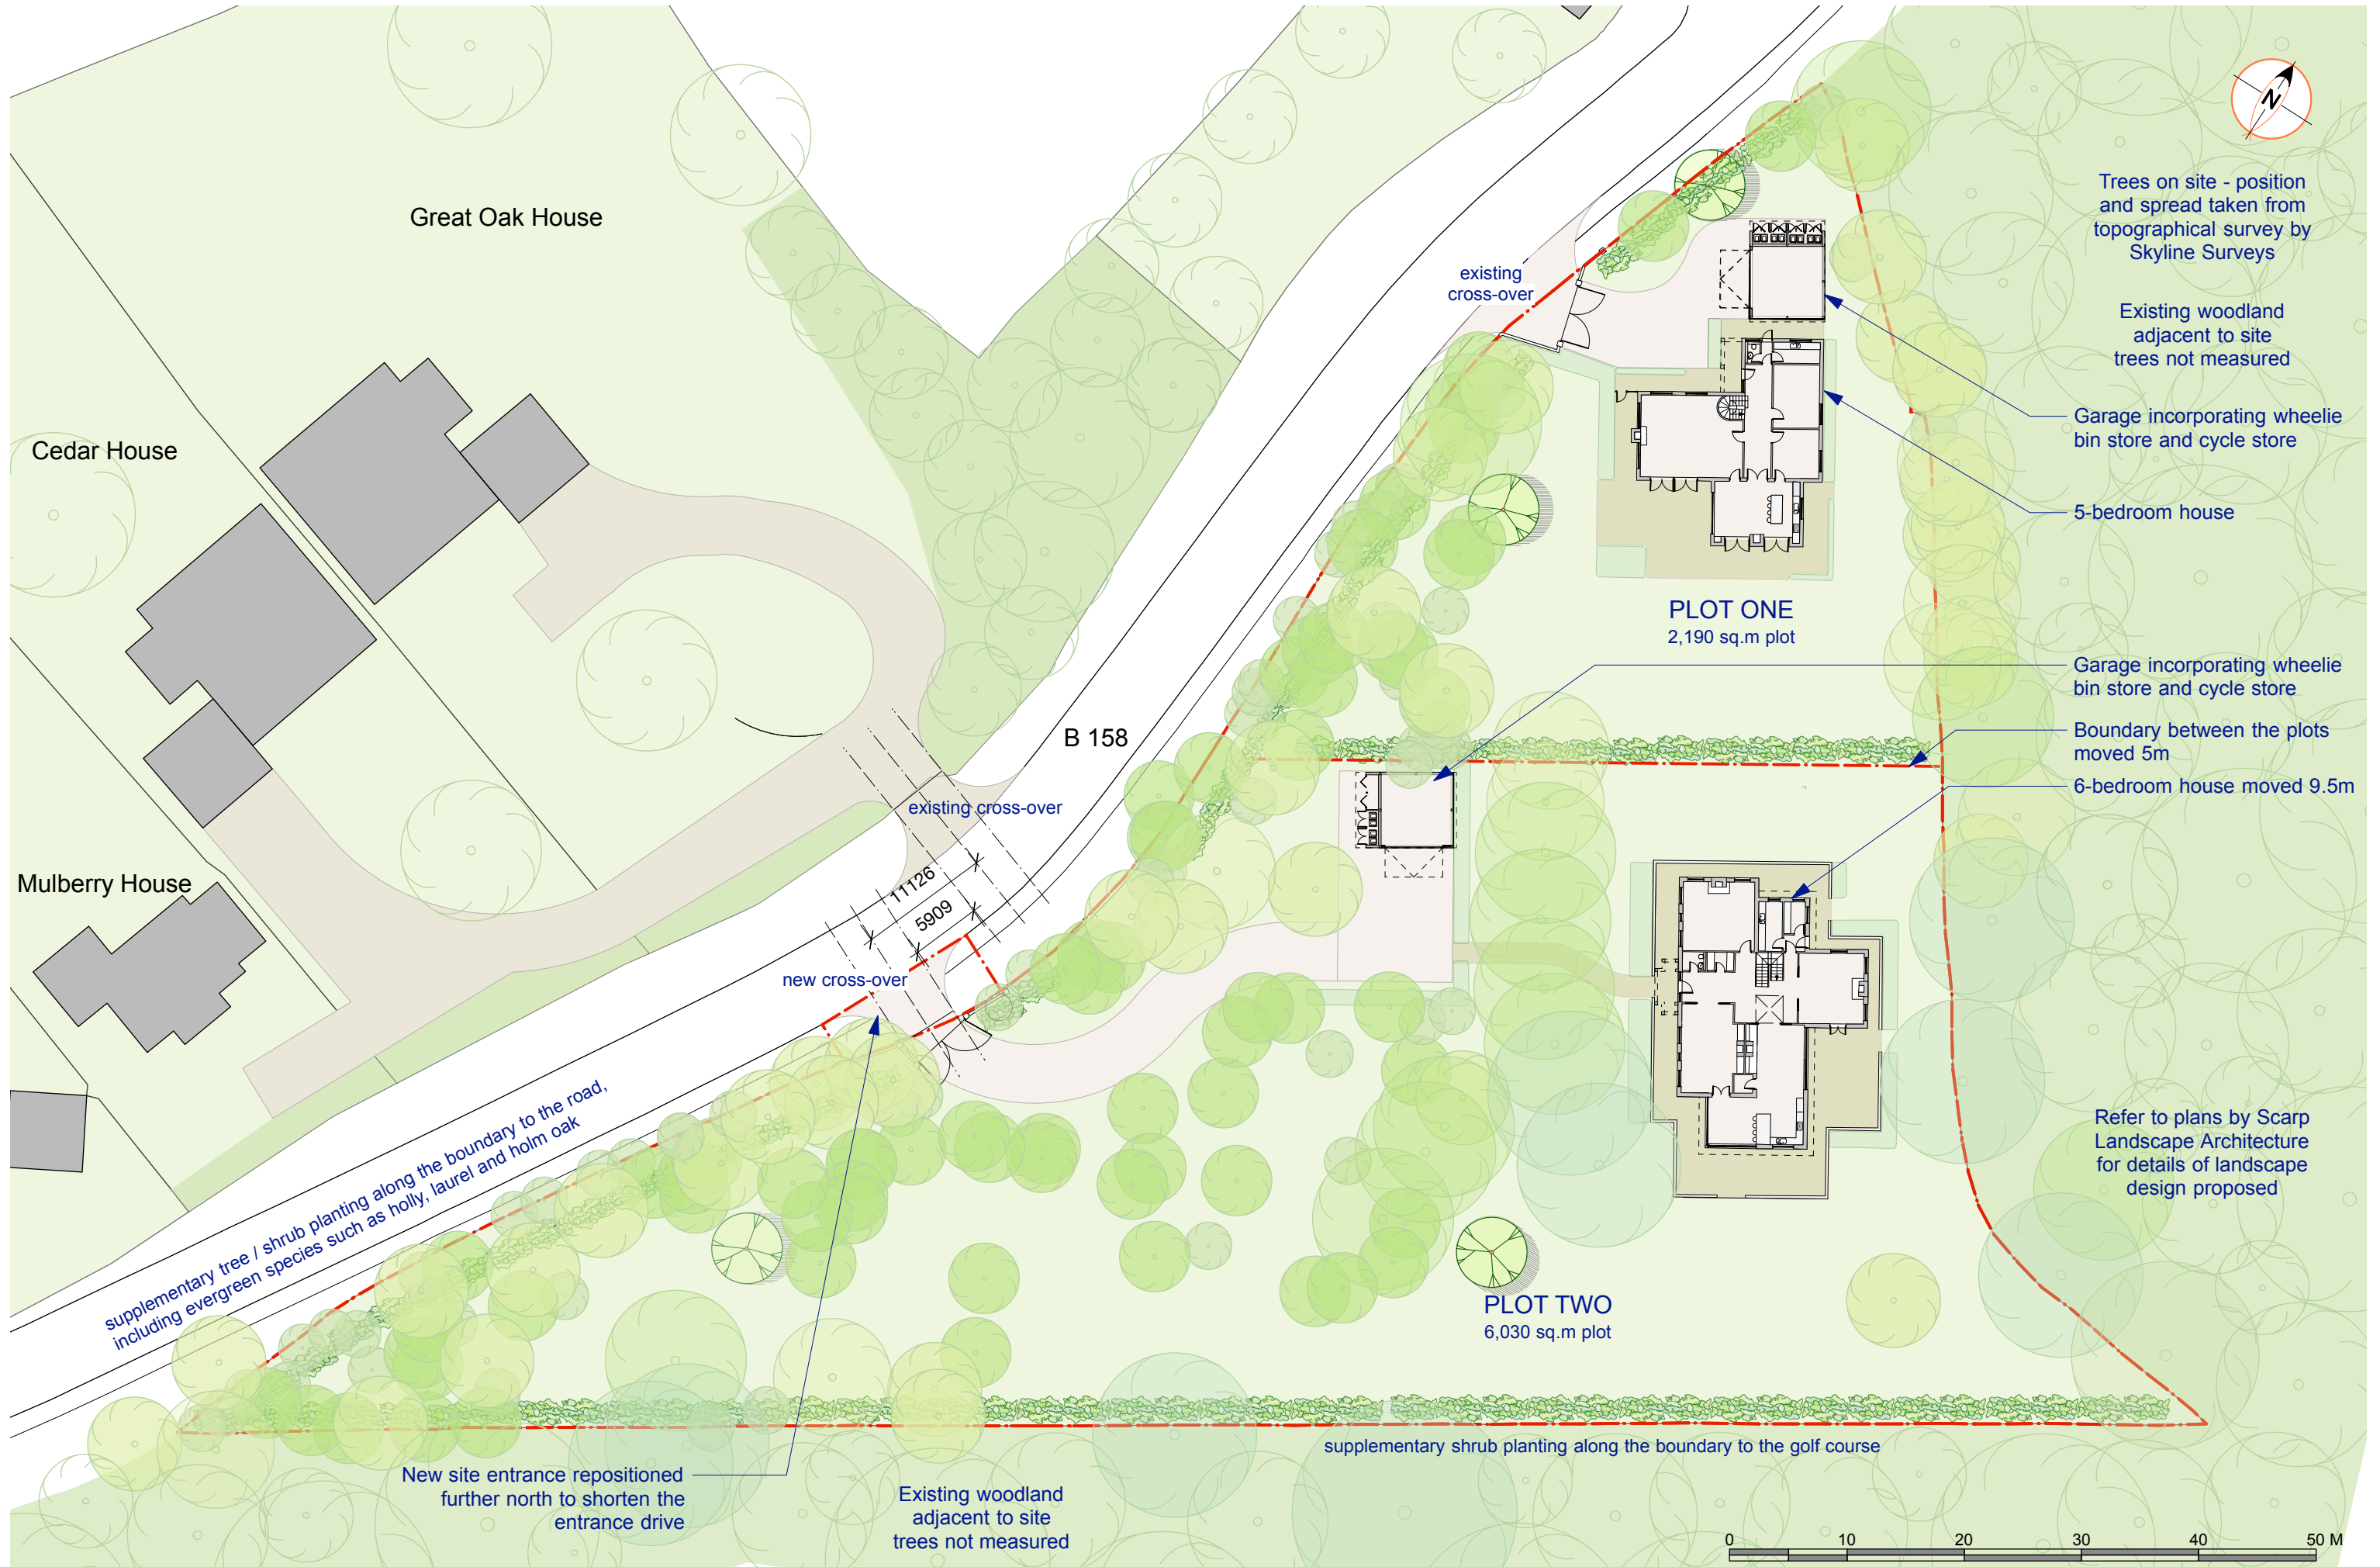 N
Trees on site - position
and spread taken from
topographical survey by
Skyline Surveys
Great Oak House
existing
cross-over
Existing woodland
adjacent to site
trees not measured
Garage incorporating wheelie
bin store and cycle store
Cedar House
5-bedroom house
PLOT ONE
2,190 sq.m plot
Garage incorporating wheelie
bin store and cycle store
B 158
Boundary between the plots
moved 5m
6-bedroom house moved 9.5m
existing cross-over
Mulberry House
11126
5909
new cross-over
supplementary tree / shrub planting along the boundary to the road,
including evergreen species such as holly, laurel and holm oak
Refer to plans by Scarp
Landscape Architecture
for details of landscape
design proposed
PLOT TWO
6,030 sq.m plot
supplementary shrub planting along the boundary to the golf course
New site entrance repositioned
further north to shorten the
entrance drive
Existing woodland
adjacent to site
trees not measured
0 10 20 30 40 50 M